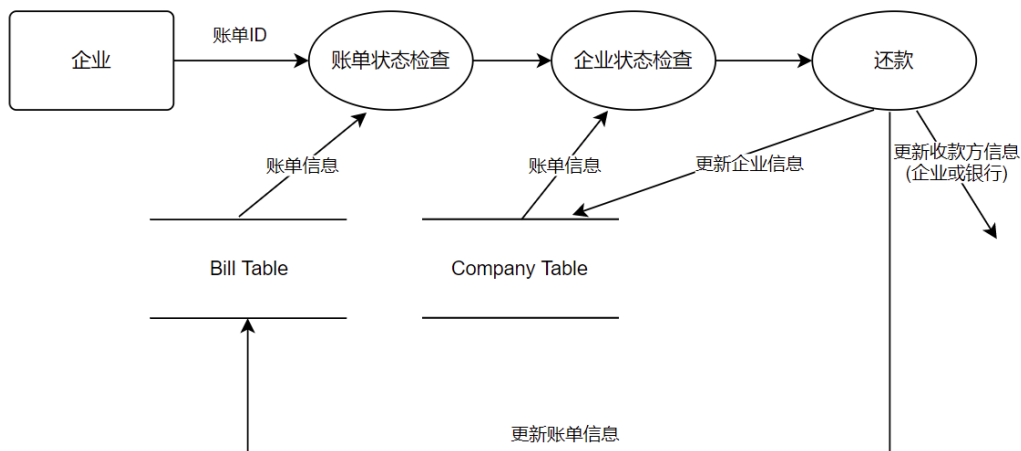 账单ID
企业
账单状态检查
企业状态检查
还款
账单信息
账单信息
更新企业信息
更新收款方信息
(企业或银行)
Bill Table
Company Table
更新账单信息